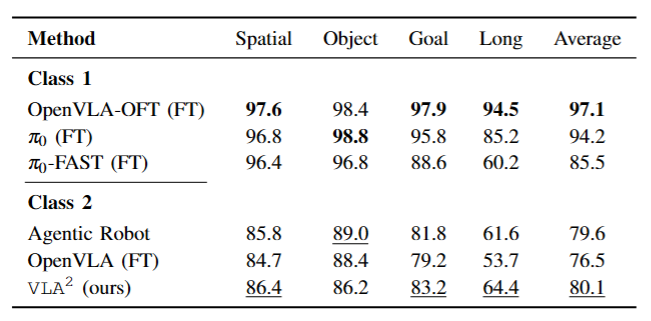 Method Spatial Object Goal Long Average
Class 1
OpenVLA-OFT (FT) 97.6 98.4 97.9 94.5 97.1
π₀ (FT) 96.8 98.8 95.8 85.2 94.2
π₀-FAST (FT) 96.4 96.8 88.6 60.2 85.5
Class 2
Agentic Robot 85.8 89.0 81.8 61.6 79.6
OpenVLA (FT) 84.7 88.4 79.2 53.7 76.5
VLA² (ours) 86.4 86.2 83.2 64.4 80.1